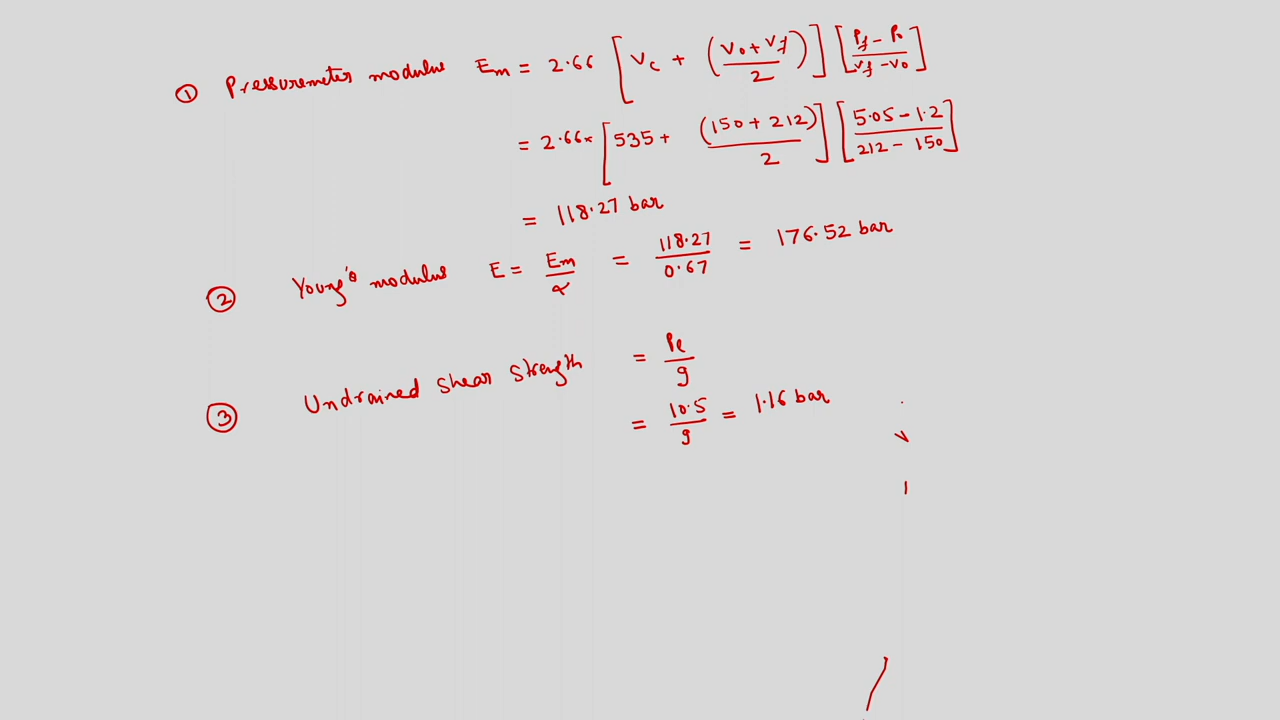 ① Pressuremeter modulus Em = 2.66 [Vc + (V0 + Vf)/2] [(Pf - P0)/(Vf - V0)]
= 2.66x [535 + (150 + 212)/2] [(5.05 - 1.2)/(212 - 150)]
= 118.27 bar
② Young's modulus E = Em/α = 118.27/0.67 = 176.52 bar
③ Undrained Shear Strength = Pl/9
= 10.5/9 = 1.16 bar